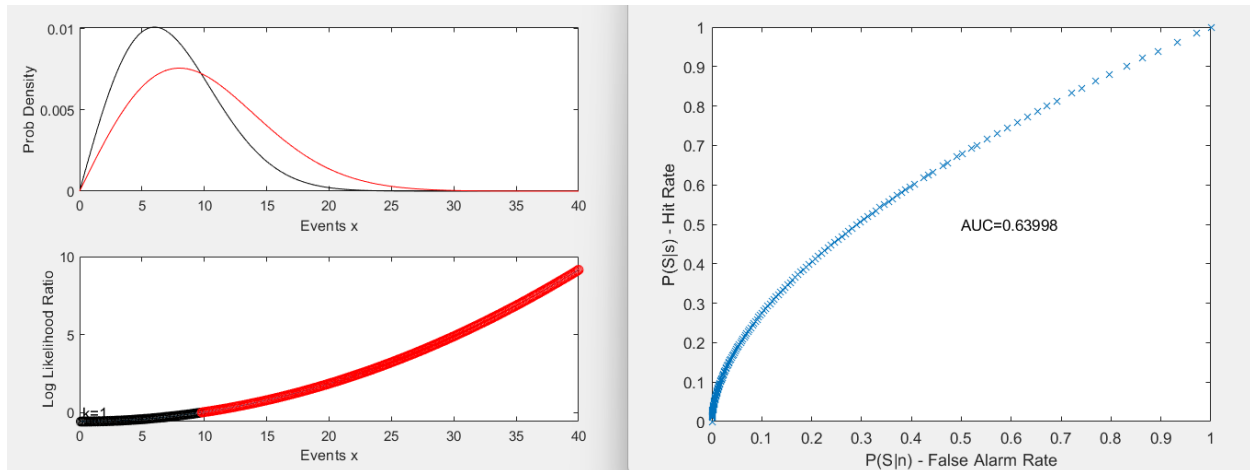 0.01
0.005
0
Prob Density
0 5 10 15 20 25 30 35 40
Events x
10
5
0
Log Likelihood Ratio
k=1
0 5 10 15 20 25 30 35 40
Events x
1
0.9
0.8
0.7
0.6
0.5
0.4
0.3
0.2
0.1
0
P(S|s) - Hit Rate
AUC=0.63998
0 0.1 0.2 0.3 0.4 0.5 0.6 0.7 0.8 0.9 1
P(S|n) - False Alarm Rate